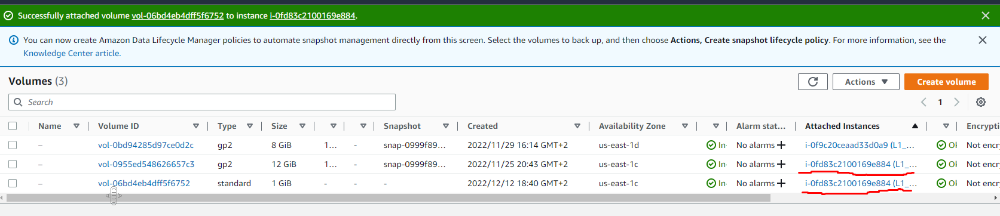 Successfully attached volume vol-06bd4eb4dff5f6752 to instance i-0fd83c2100169e884.
You can now create Amazon Data Lifecycle Manager policies to automate snapshot management directly from this screen. Select the volumes to back up, and then choose Actions, Create snapshot lifecycle policy. For more information, see the
Knowledge Center article.
Volumes (3) Actions Create volume
Search 1
Name Volume ID Type Size Snapshot Created Availability Zone Alarm stat... Attached Instances Encrypti
– vol-0bd94285d97ce0d2c gp2 8 GiB 1... - snap-0999f89... 2022/11/29 16:14 GMT+2 us-east-1d In- No alarms + i-0f9c20ceaad33d0a9 (L1_... Ol Not encr
– vol-0955ed548626657c3 gp2 12 GiB 1... - snap-0999f89... 2022/11/25 20:43 GMT+2 us-east-1c In- No alarms + i-0fd83c2100169e884 (L1_... Ol Not encr
– vol-06bd4eb4dff5f6752 standard 1 GiB - - - 2022/12/12 18:40 GMT+2 us-east-1c In- No alarms + i-0fd83c2100169e884 (L1_... Ol Not encr